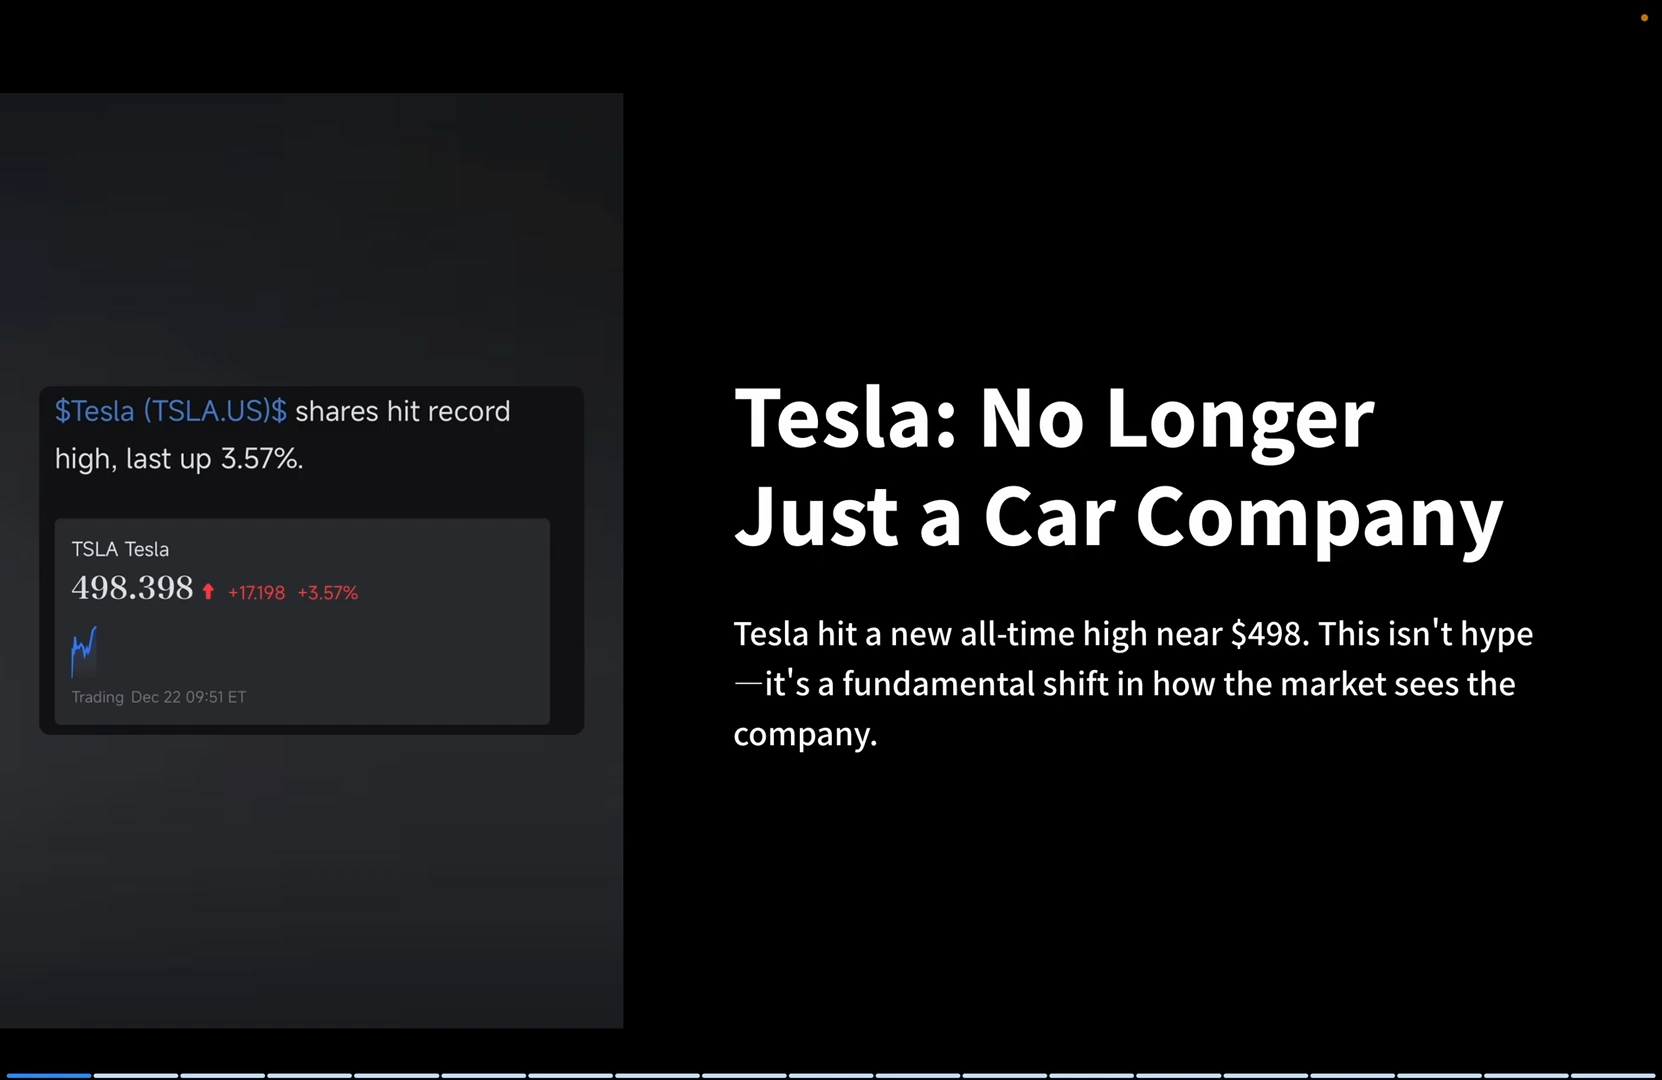 $Tesla (TSLA.US)$ shares hit record
high, last up 3.57%.
TSLA Tesla
498.398 +17.198 +3.57%
Trading Dec 22 09:51 ET
Tesla: No Longer
Just a Car Company
Tesla hit a new all-time high near $498. This isn't hype
—it's a fundamental shift in how the market sees the
company.